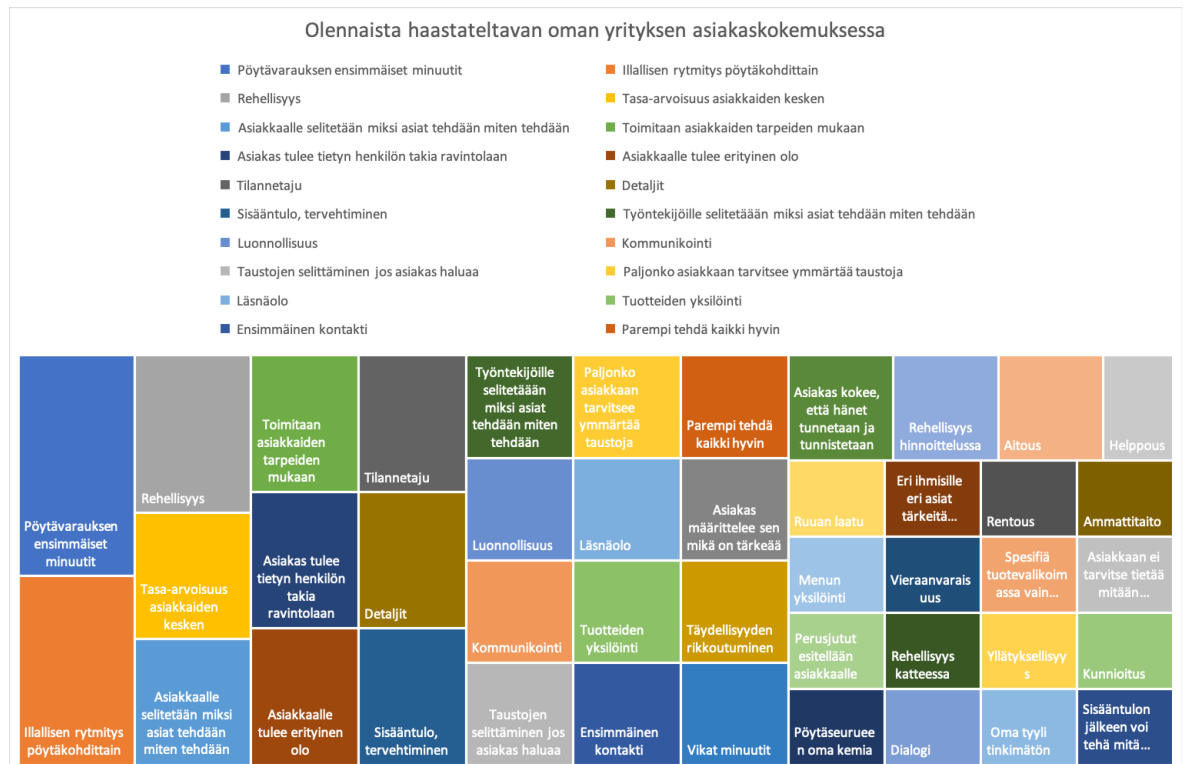 Olennaista haastateltavan oman yrityksen asiakaskokemuksessa
Pöytävarauksen ensimmäiset minuutit
Illallisen rytmitys pöytäkohdittain
Rehellisyys
Tasa-arvoisuus asiakkaiden kesken
Asiakkaalle selitetään miksi asiat tehdään miten tehdään
Toimitaan asiakkaiden tarpeiden mukaan
Asiakas tulee tietyn henkilön takia ravintolaan
Asiakkaalle tulee erityinen olo
Tilannetaju
Detaljit
Sisääntulo, tervehtiminen
Työntekijöille selitetäään miksi asiat tehdään miten tehdään
Luonnollisuus
Kommunikointi
Taustojen selittäminen jos asiakas haluaa
Paljonko asiakkaan tarvitsee ymmärtää taustoja
Läsnäolo
Tuotteiden yksilöinti
Ensimmäinen kontakti
Parempi tehdä kaikki hyvin
Pöytävarauksen
ensimmäiset
minuutit
Illallisen rytmitys
pöytäkohdittain
Rehellisyys
Tasa-arvoisuus
asiakkaiden
kesken
Asiakkaalle
selitetään miksi
asiat tehdään
miten tehdään
Toimitaan
asiakkaiden
tarpeiden
mukaan
Asiakas tulee
tietyn henkilön
takia
ravintolaan
Asiakkaalle
tulee erityinen
olo
Tilannetaju
Detaljit
Sisääntulo,
tervehtiminen
Työntekijöille
selitetäään
miksi asiat
tehdään miten
tehdään
Luonnollisuus
Kommunikointi
Taustojen
selittäminen jos
asiakas haluaa
Paljonko
asiakkaan
tarvitsee
ymmärtää
taustoja
Läsnäolo
Tuotteiden
yksilöinti
Ensimmäinen
kontakti
Parempi tehdä
kaikki hyvin
Asiakas
määrittelee sen
mikä on tärkeää
Täydellisyyden
rikkoutuminen
Vikat minuutit
Asiakas kokee,
että hänet
tunnetaan ja
tunnistetaan
Rehellisyys
hinnoittelussa
Aitous
Helppous
Ruuan laatu
Eri ihmisille
eri asiat
tärkeitä...
Rentous
Ammattitaito
Menun
yksilöinti
Vieraanvarais
uus
Spesifiä
tuotevalikoim
assa vain...
Asiakkaan ei
tarvitse tietää
mitään...
Perusjutut
esitellään
asiakkaalle
Rehellisyys
katteessa
Yllätyksellisyy
s
Kunnioitus
Pöytäseuruee
n oma kemia
Dialogi
Oma tyyli
tinkimätön
Sisääntulon
jälkeen voi
tehä mitä...